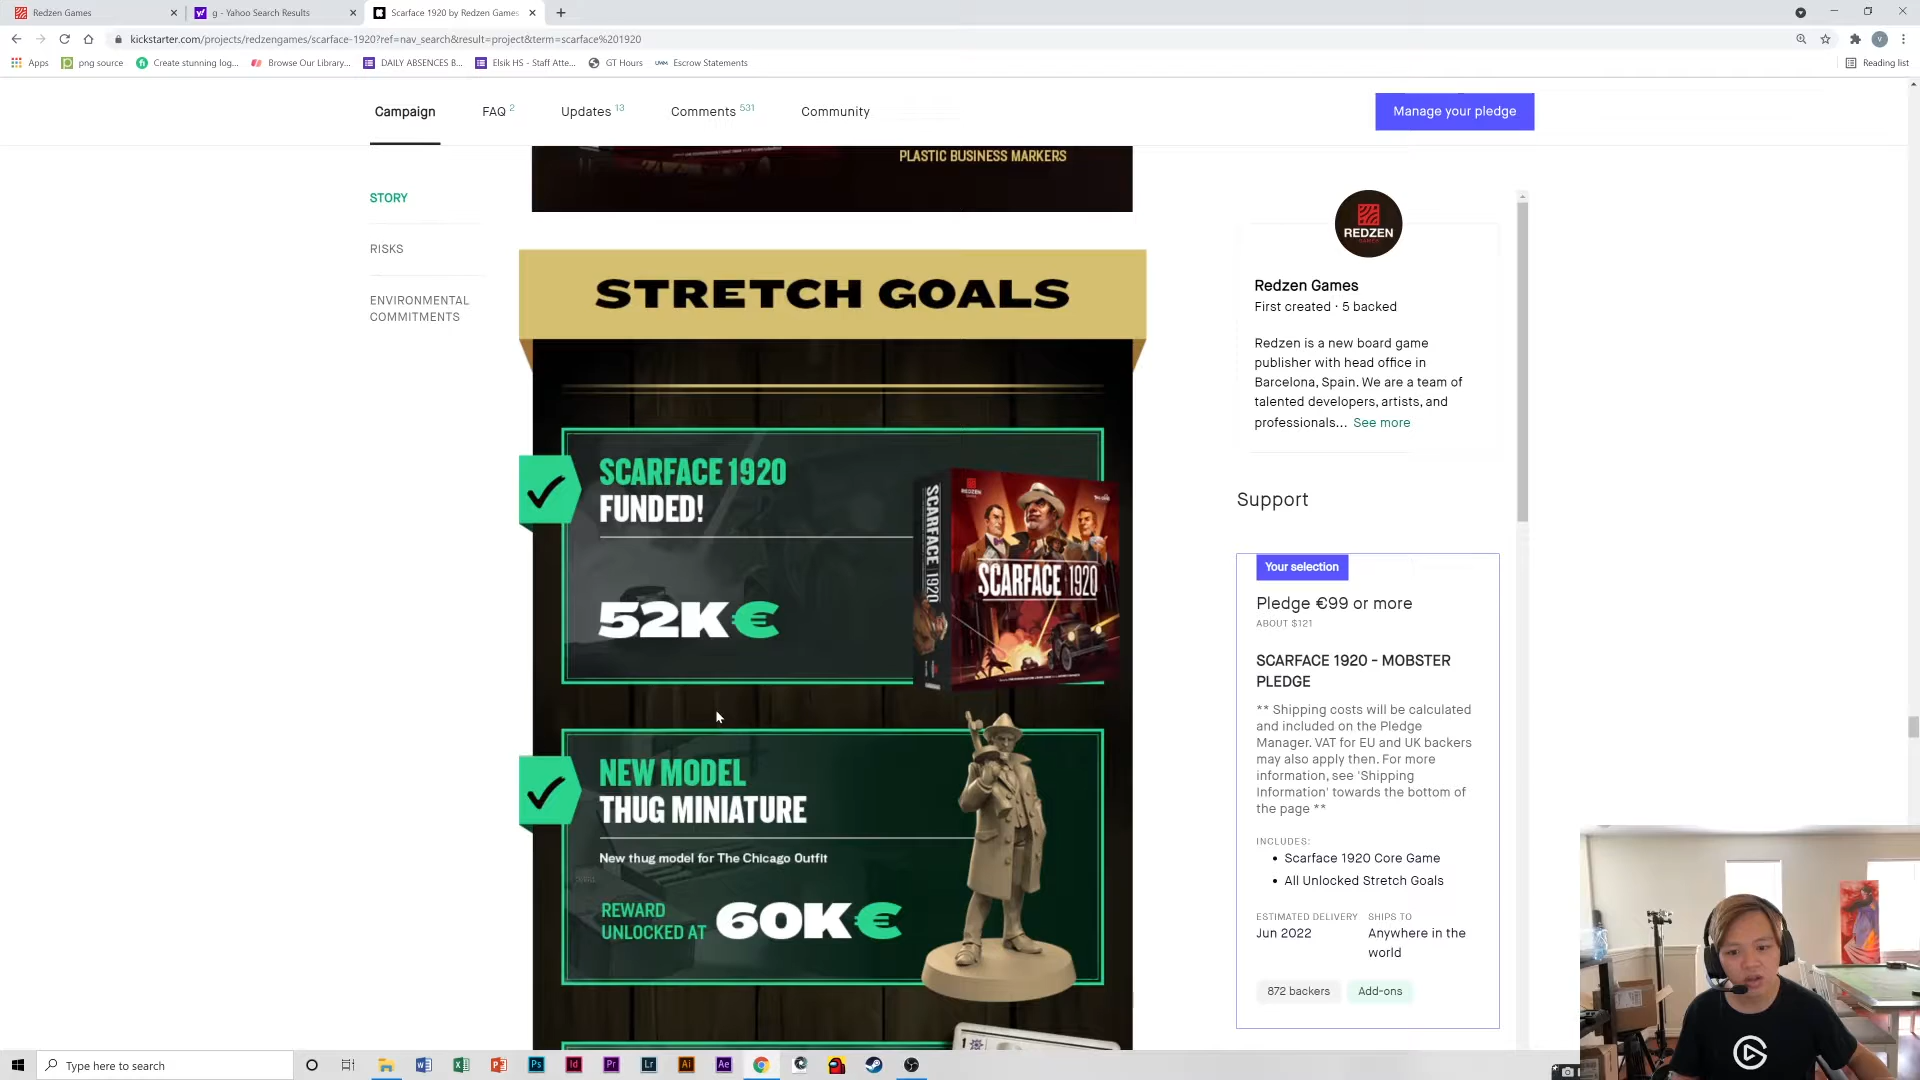 Redzen Games
g - Yahoo Search Results
Scarface 1920 by Redzen Games
kickstarter.com/projects/redzengames/scarface-1920?ref=nav_search&result=project&term=scarface%201920
Apps
png source
Create stunning log...
Browse Our Library...
DAILY ABSENCES B...
Elsik HS - Staff Atte...
GT Hours
Escrow Statements
Reading list
Campaign
FAQ 2
Updates 13
Comments 531
Community
Manage your pledge
STORY
RISKS
ENVIRONMENTAL
COMMITMENTS
PLASTIC BUSINESS MARKERS
STRETCH GOALS
SCARFACE 1920
FUNDED!
52K€
SCARFACE 1920
REDZEN
SCARFACE 1920
NEW MODEL
THUG MINIATURE
New thug model for The Chicago Outfit
REWARD
UNLOCKED AT
60K€
1
REDZEN
GAMES
Redzen Games
First created · 5 backed
Redzen is a new board game
publisher with head office in
Barcelona, Spain. We are a team of
talented developers, artists, and
professionals... See more
Support
Your selection
Pledge €99 or more
ABOUT $121
SCARFACE 1920 - MOBSTER
PLEDGE
** Shipping costs will be calculated
and included on the Pledge
Manager. VAT for EU and UK backers
may also apply then. For more
information, see 'Shipping
Information' towards the bottom of
the page **
INCLUDES:
• Scarface 1920 Core Game
• All Unlocked Stretch Goals
ESTIMATED DELIVERY
Jun 2022
SHIPS TO
Anywhere in the
world
872 backers
Add-ons
Type here to search
Ps
Id
Pr
Lr
Ai
Ae